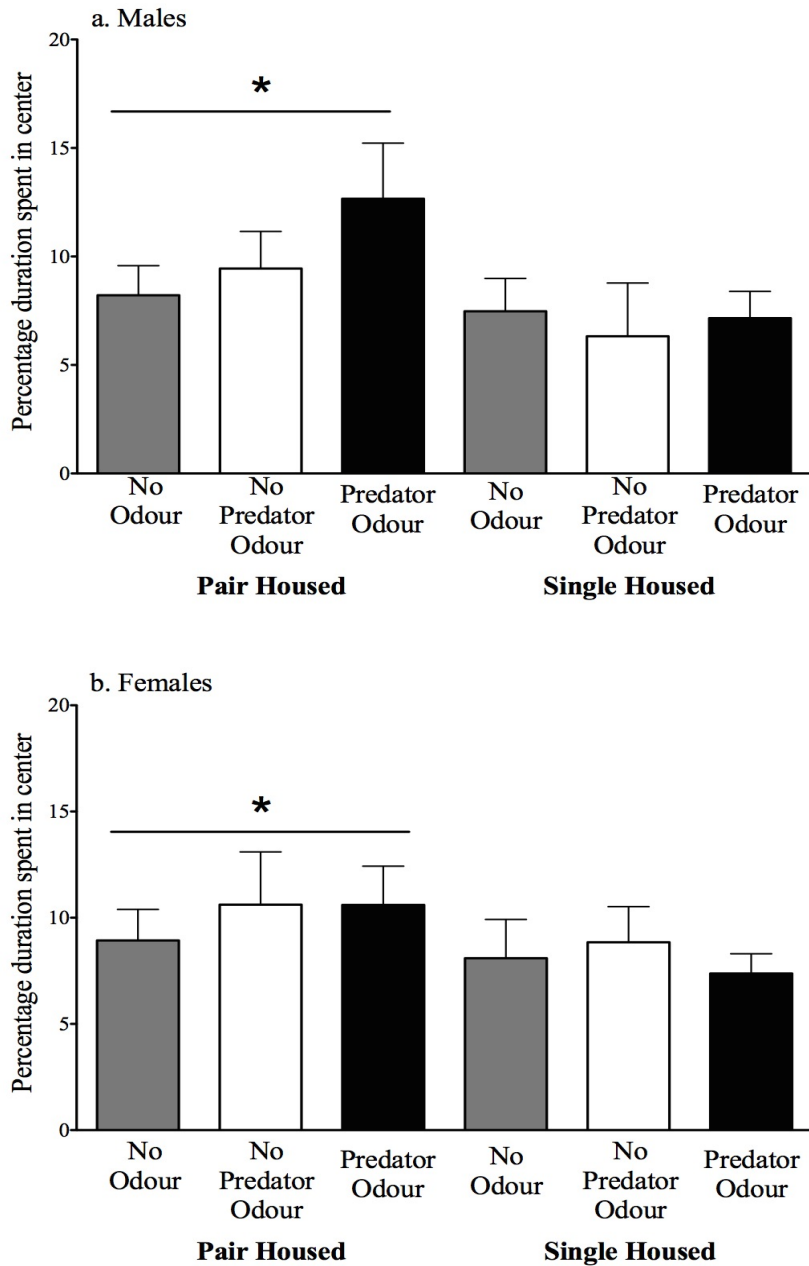 a. Males
Percentage duration spent in center
20
15
10
5
0
*
No
Odour
No
Predator
Odour
Predator
Odour
No
Odour
No
Predator
Odour
Predator
Odour
Pair Housed
Single Housed
b. Females
Percentage duration spent in center
20
15
10
5
0
*
No
Odour
No
Predator
Odour
Predator
Odour
No
Odour
No
Predator
Odour
Predator
Odour
Pair Housed
Single Housed